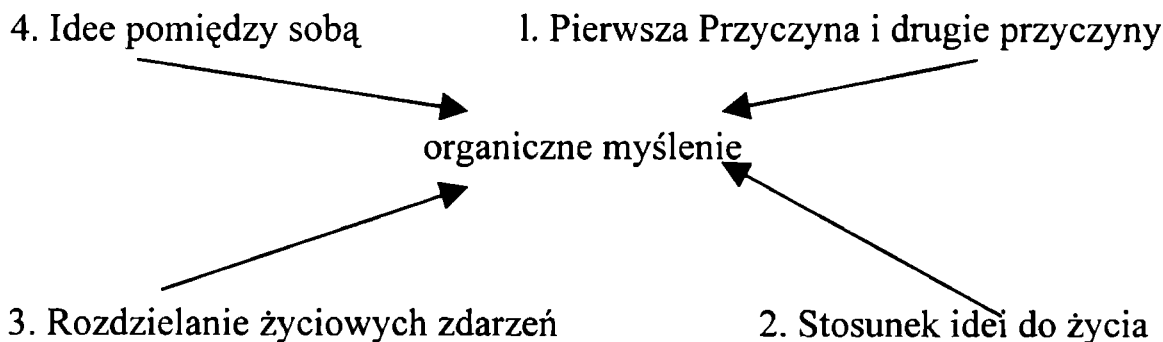 4. Idee pomiędzy sobą
1. Pierwsza Przyczyna i drugie przyczyny
organiczne myślenie
3. Rozdzielanie życiowych zdarzeń
2. Stosunek idei do życia